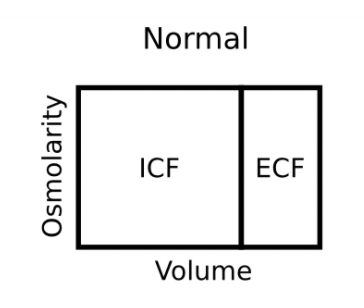 Normal
Osmolarity
ICF
ECF
Volume